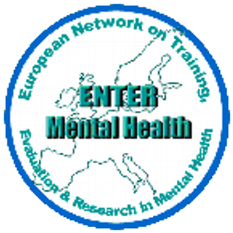 European Network on Training,
ENTER
Mental Health
Evaluation & Research in Mental Health